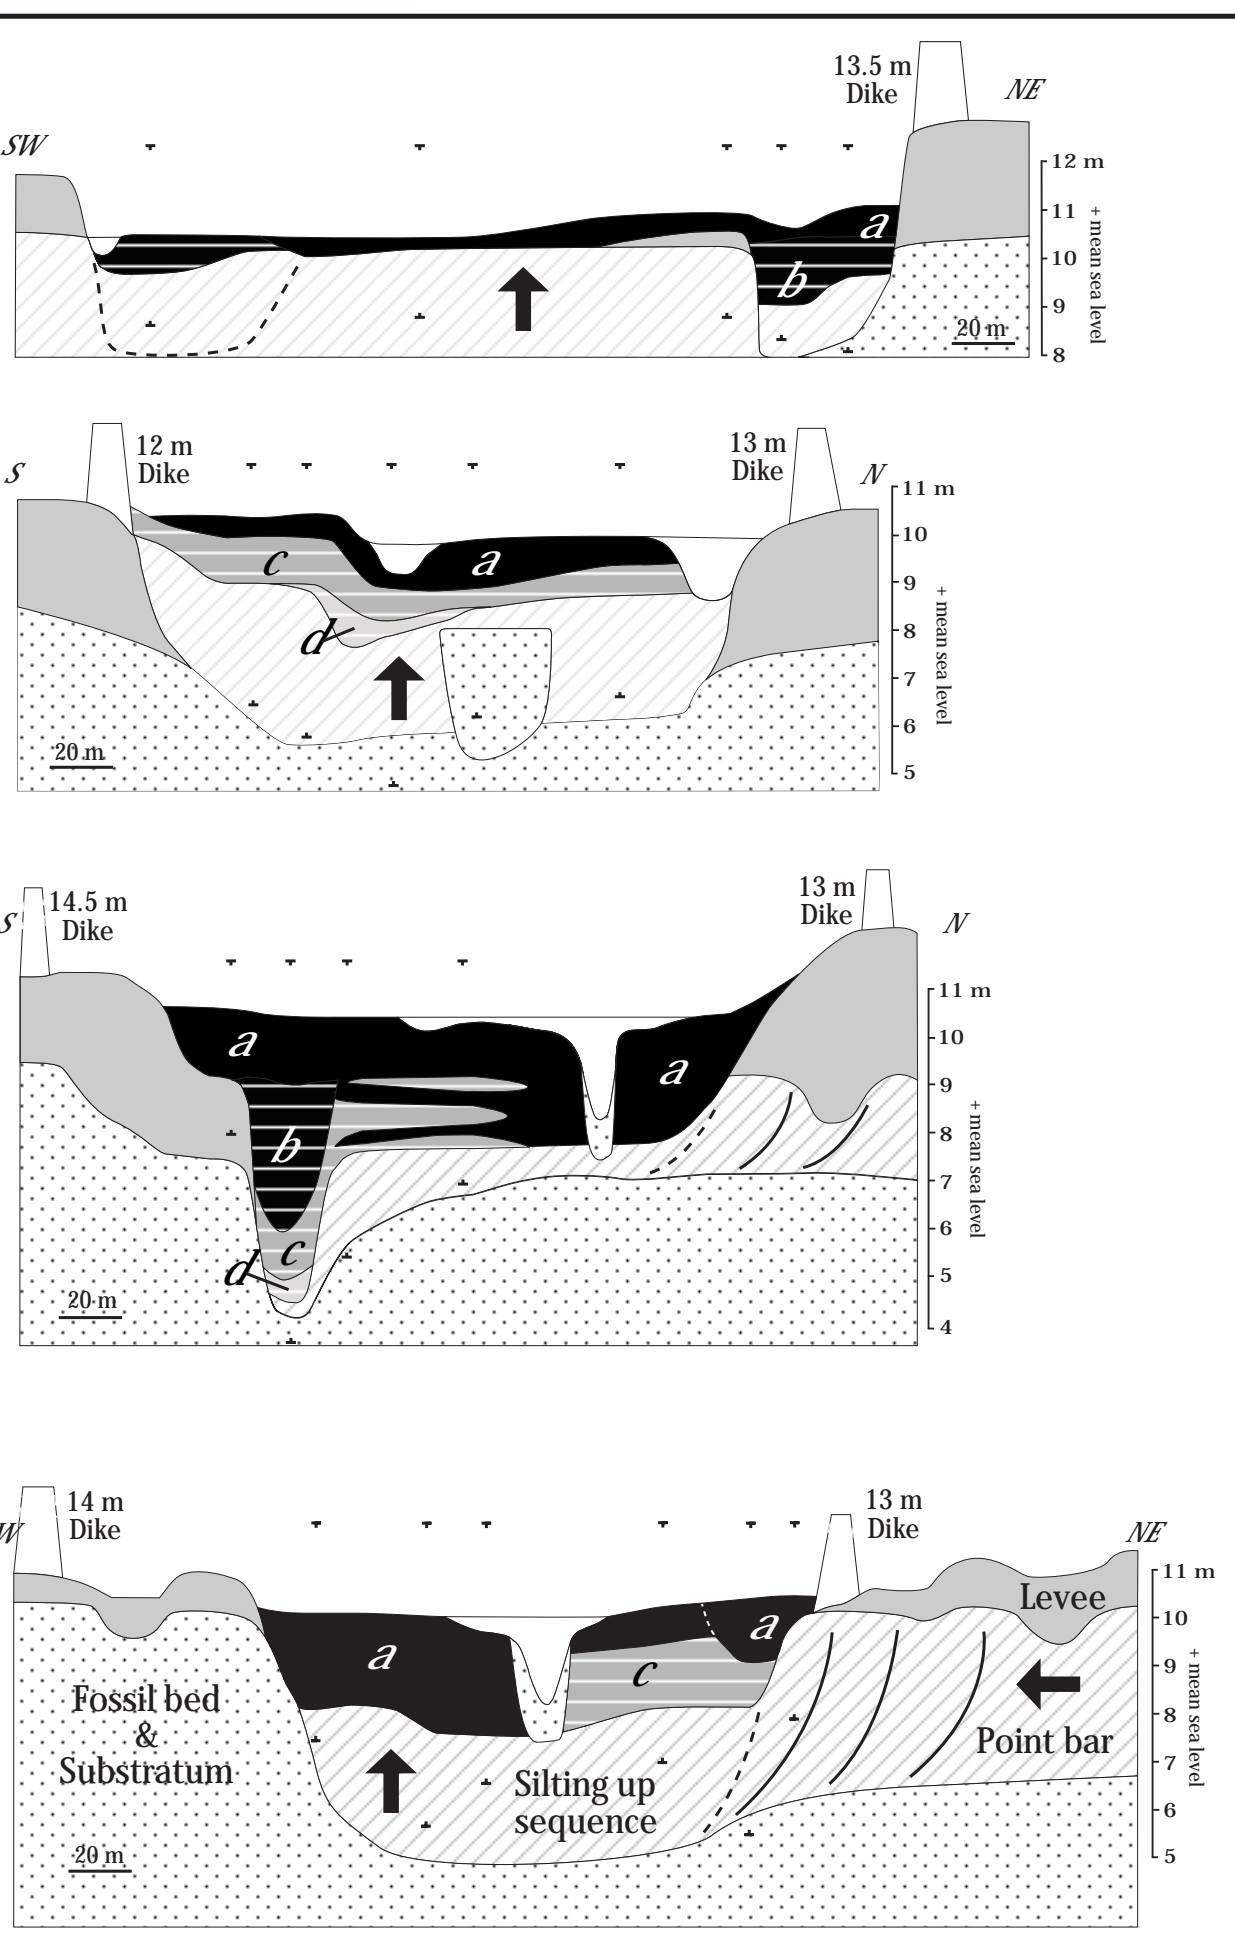 13.5 m
Dike
NE
SW
12 m
11
10
9
8
+ mean sea level
a
b
20 m
12 m
Dike
13 m
Dike
S
N
11 m
10
9
8
7
6
5
+ mean sea level
c
a
d
20 m
14.5 m
Dike
13 m
Dike
S
N
11 m
10
9
8
7
6
5
4
+ mean sea level
a
a
b
c
d
20 m
14 m
Dike
13 m
Dike
W
NE
11 m
10
9
8
7
6
5
+ mean sea level
Levee
a
a
c
Fossil bed
&
Substratum
Point bar
Silting up
sequence
20 m